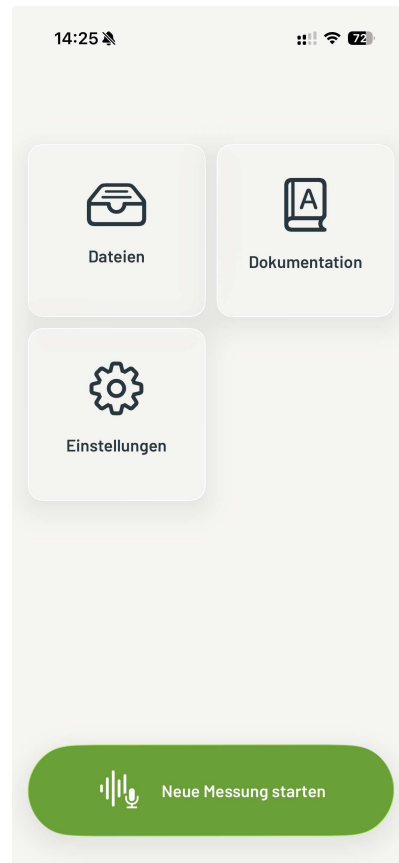 14:25
72
Dateien
A
Dokumentation
Einstellungen
Neue Messung starten